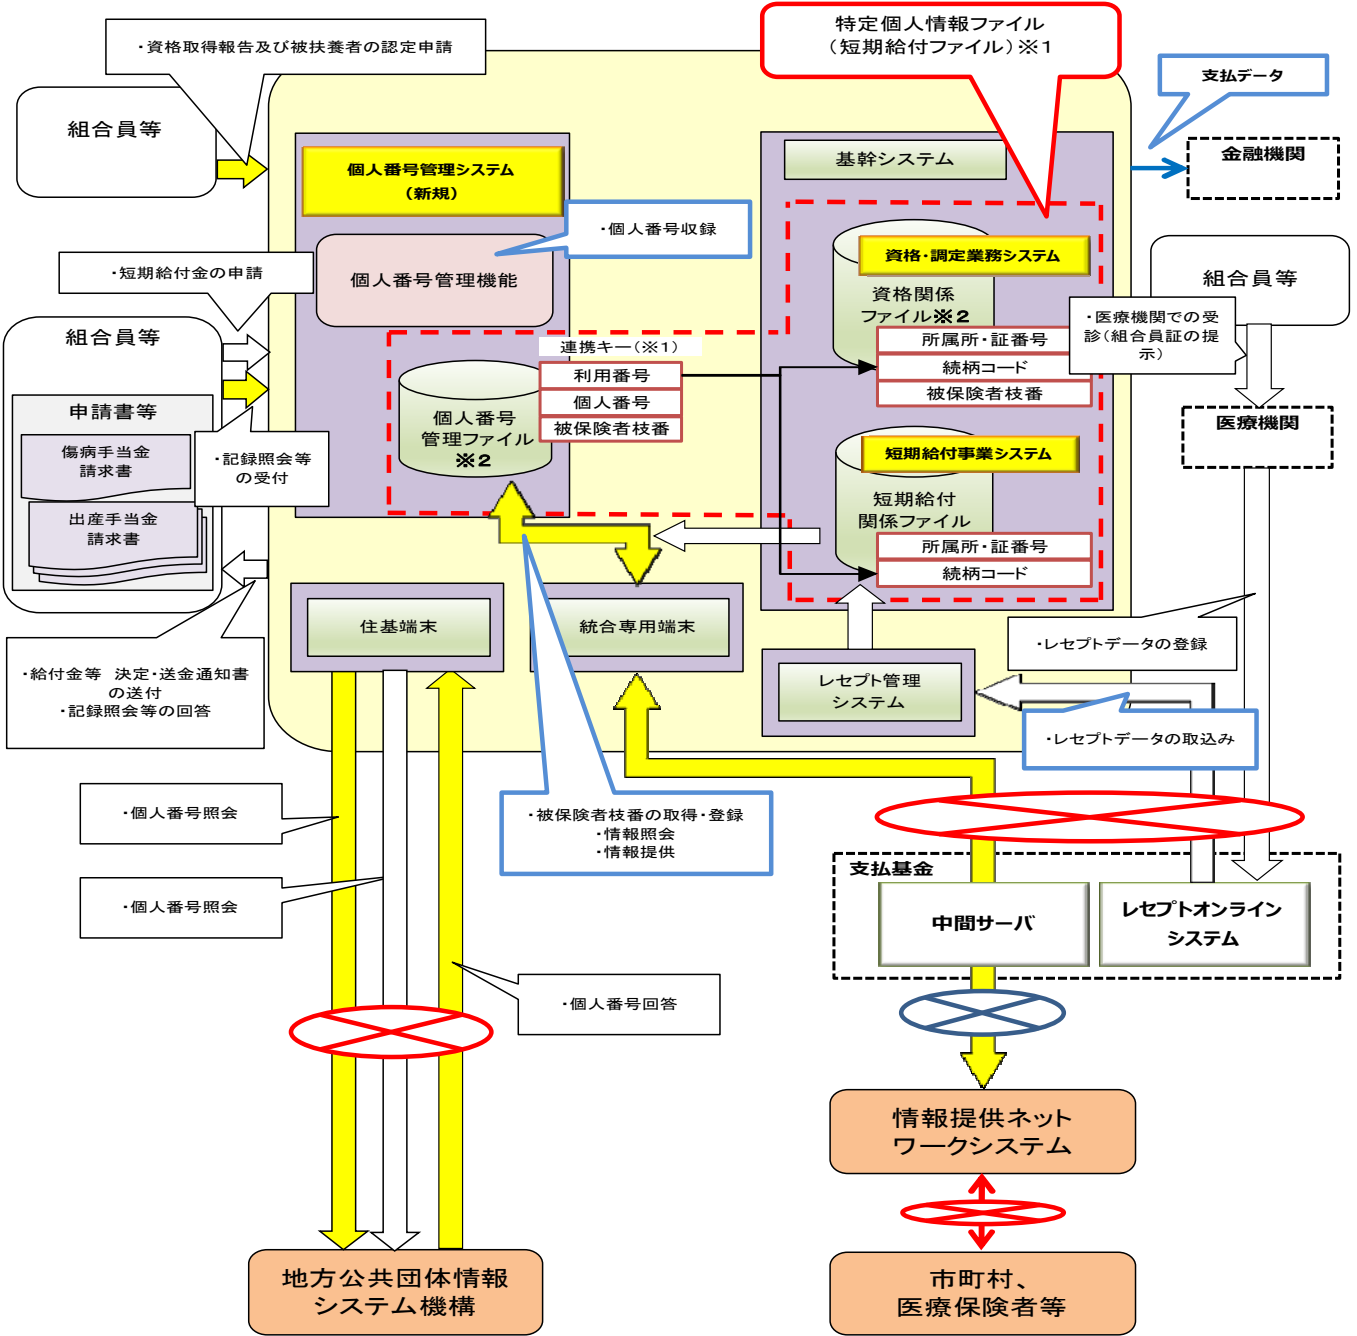 ・資格取得報告及び被扶養者の認定申請
特定個人情報ファイル
（短期給付ファイル）※1
支払データ
組合員等
金融機関
基幹システム
個人番号管理システム
（新規）
・個人番号収録
資格・調定業務システム
個人番号管理機能
・短期給付金の申請
組合員等
資格関係
ファイル※2
・医療機関での受
診（組合員証の提
示）
組合員等
所属所・証番号
続柄コード
被保険者枝番
連携キー（※1）
利用番号
個人番号
被保険者枝番
個人番号
管理ファイル
※2
申請書等
傷病手当金
請求書
出産手当金
請求書
・記録照会等
の受付
医療機関
短期給付事業システム
短期給付
関係ファイル
所属所・証番号
続柄コード
住基端末
統合専用端末
・レセプトデータの登録
・給付金等　決定・送金通知書
の送付
・記録照会等の回答
レセプト管理
システム
・レセプトデータの取込み
・個人番号照会
・被保険者枝番の取得・登録
・情報照会
・情報提供
支払基金
・個人番号照会
中間サーバ
レセプトオンライン
システム
・個人番号回答
情報提供ネット
ワークシステム
地方公共団体情報
システム機構
市町村、
医療保険者等